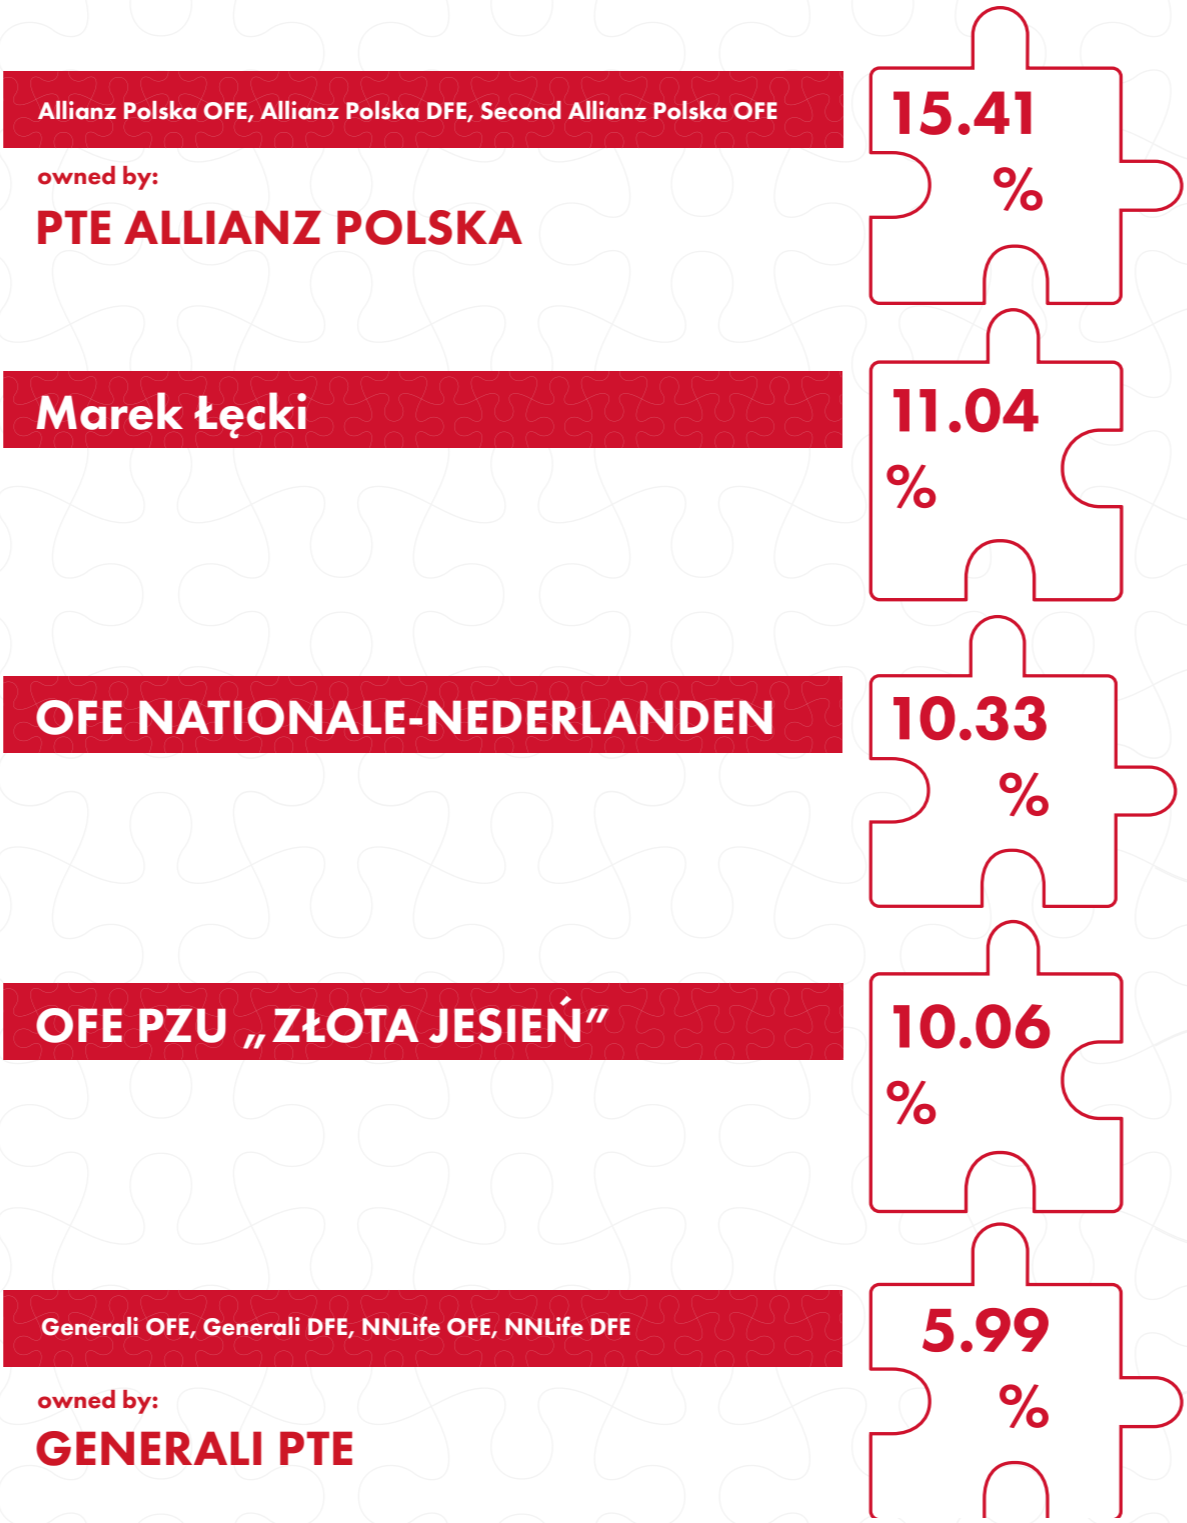 Allianz Polska OFE, Allianz Polska DFE, Second Allianz Polska OFE
15.41
%
owned by:
PTE ALLIANZ POLSKA
Marek Łęcki
11.04
%
OFE NATIONALE-NEDERLANDEN
10.33
%
OFE PZU „ZŁOTA JESIEŃ”
10.06
%
Generali OFE, Generali DFE, NNLife OFE, NNLife DFE
5.99
%
owned by:
GENERALI PTE